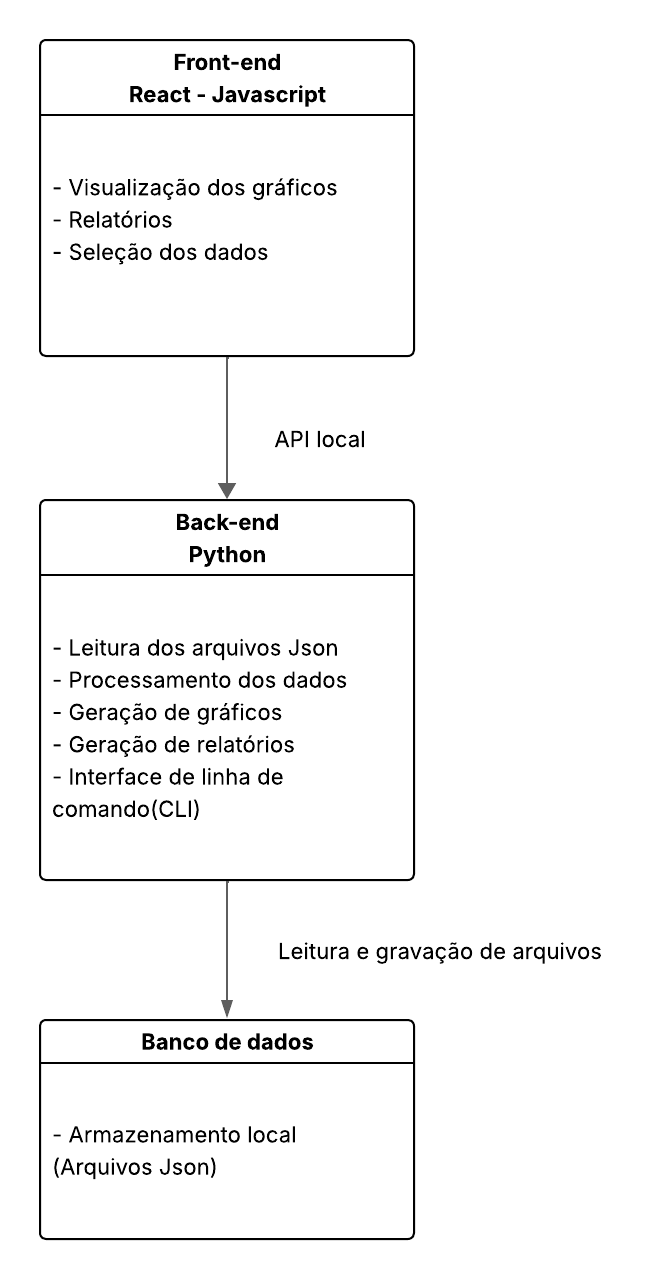 Front-end
React - Javascript
- Visualização dos gráficos
- Relatórios
- Seleção dos dados
API local
Back-end
Python
- Leitura dos arquivos Json
- Processamento dos dados
- Geração de gráficos
- Geração de relatórios
- Interface de linha de
comando(CLI)
Leitura e gravação de arquivos
Banco de dados
- Armazenamento local
(Arquivos Json)